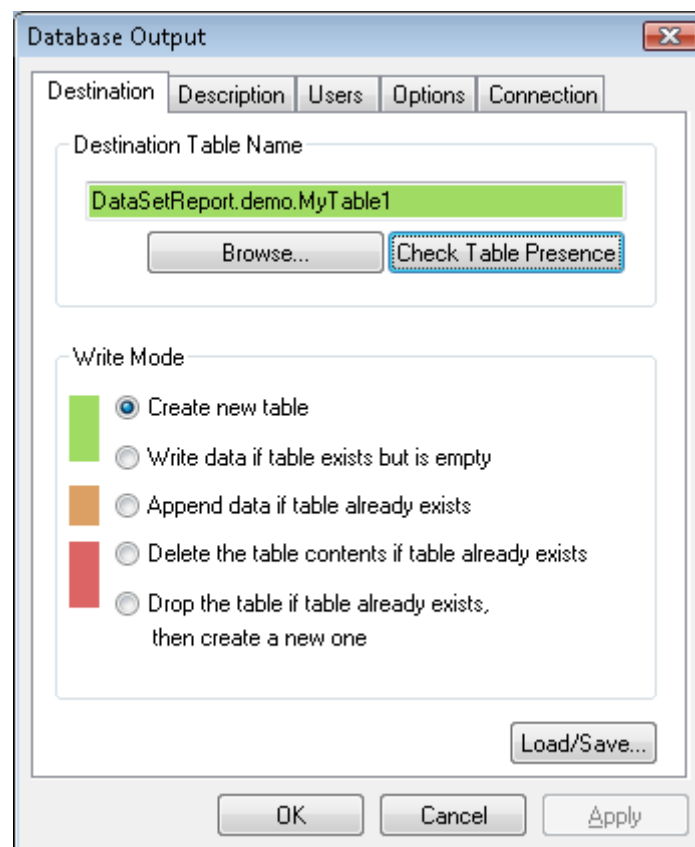 Database Output
Destination Description Users Options Connection
Destination Table Name
DataSetReport.demo.MyTable1
Browse... Check Table Presence
Write Mode
Create new table
Write data if table exists but is empty
Append data if table already exists
Delete the table contents if table already exists
Drop the table if table already exists,
then create a new one
Load/Save...
OK Cancel Apply